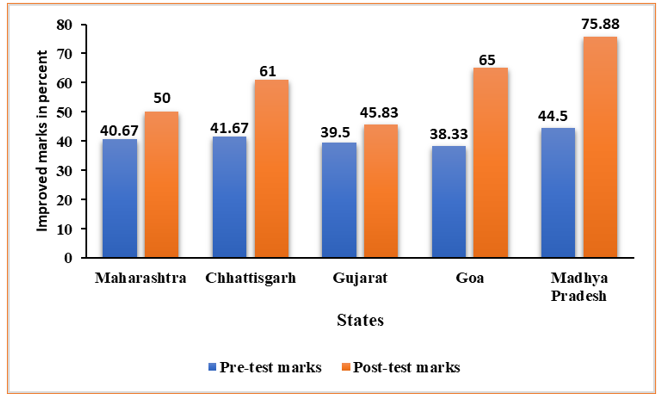 Improved marks in percent
80
70
60
50
40
30
20
10
0
40.67
50
41.67
61
39.5
45.83
38.33
65
44.5
75.88
Maharashtra
Chhattisgarh
Gujarat
Goa
Madhya
Pradesh
States
Pre-test marks
Post-test marks